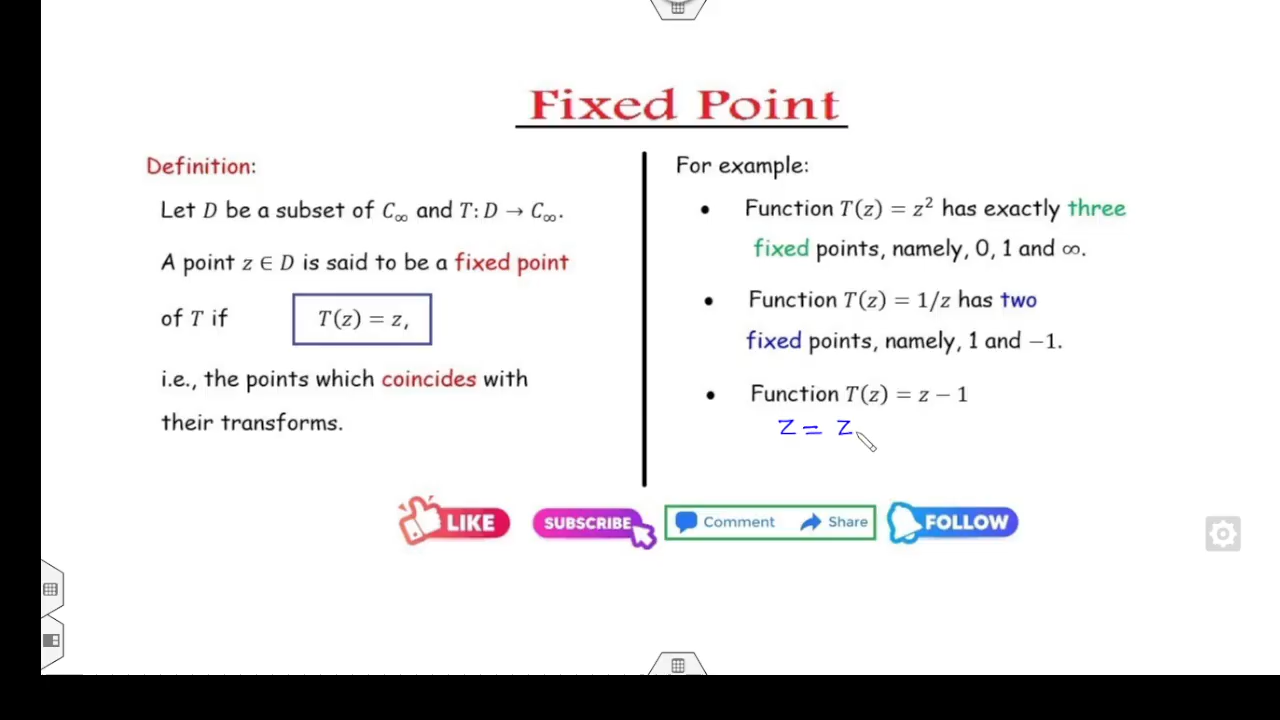 Fixed Point
Definition:
Let D be a subset of C∞ and T: D → C∞.
A point z ∈ D is said to be a fixed point
of T if T(z) = z,
i.e., the points which coincides with
their transforms.
For example:
• Function T(z) = z² has exactly three
fixed points, namely, 0, 1 and ∞.
• Function T(z) = 1/z has two
fixed points, namely, 1 and −1.
• Function T(z) = z − 1
z = z
LIKE
SUBSCRIBE
Comment Share
FOLLOW